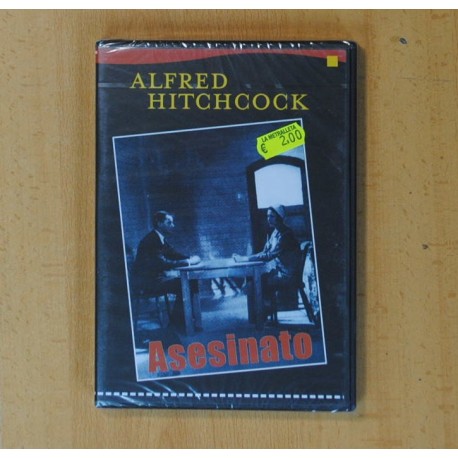 ALFRED
HITCHCOCK
LA METRALLETA
€ 2.00
Asesinato